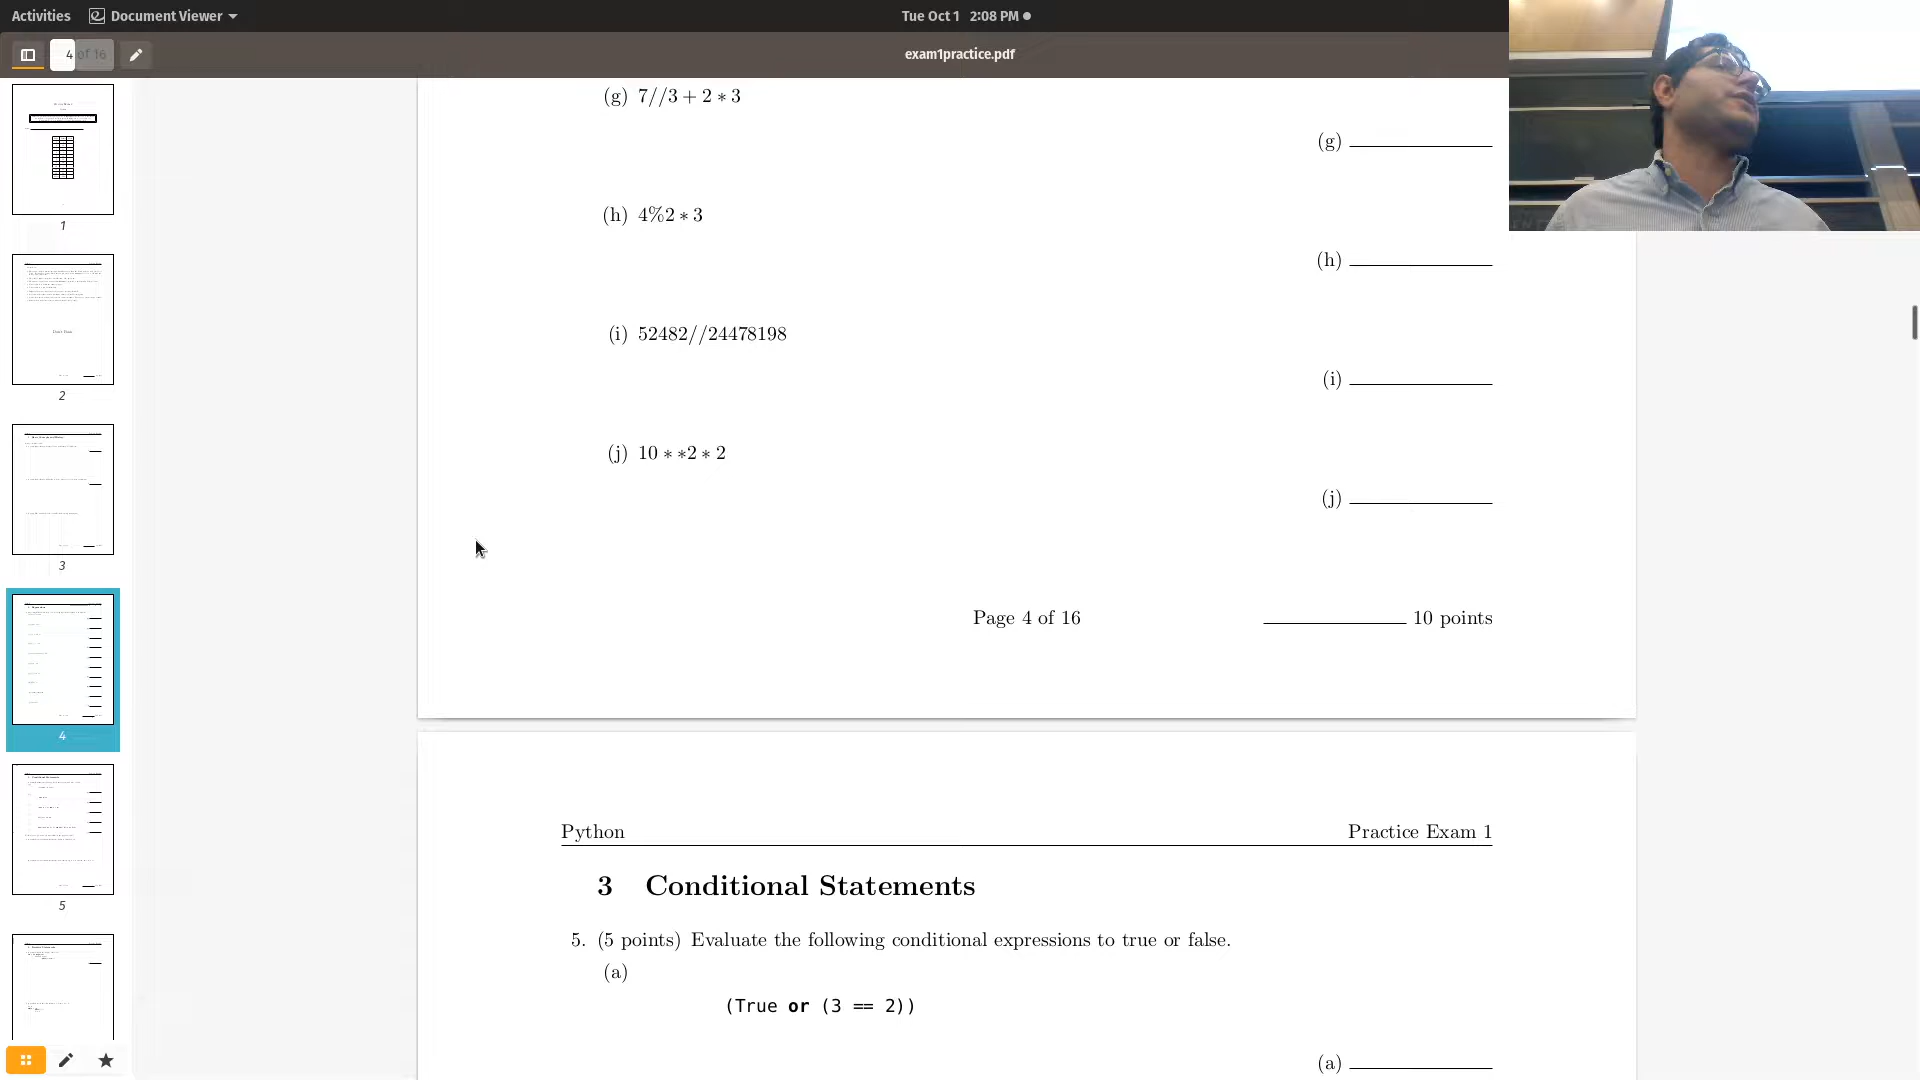 Activities Document Viewer Tue Oct 1 2:08 PM
4 of 16 exam1practice.pdf
1
2
3
4
5
(g) 7//3 + 2 ∗ 3
(g)
(h) 4%2 ∗ 3
(h)
(i) 52482//24478198
(i)
(j) 10 ∗ ∗2 ∗ 2
(j)
Page 4 of 16 10 points
Python Practice Exam 1
3 Conditional Statements
5. (5 points) Evaluate the following conditional expressions to true or false.
(a)
(True or (3 == 2))
(a)